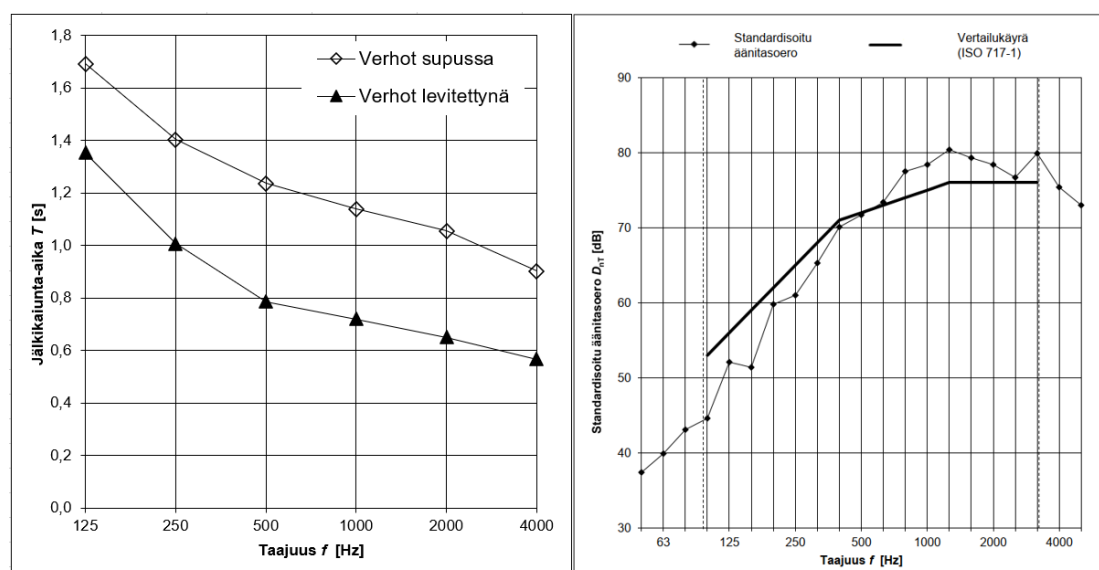 1,8
1,6
1,4
1,2
1,0
0,8
0,6
0,4
0,2
0,0
Jälkikaiunta-aika T [s]
Verhot supussa
Verhot levitettynä
125 250 500 1000 2000 4000
Taajuus f [Hz]
Standardisoitu
äänitasoero
Vertailukäyrä
(ISO 717-1)
90
80
70
60
50
40
30
Standardisoitu äänitasoero DnT [dB]
63 125 250 500 1000 2000 4000
Taajuus f [Hz]